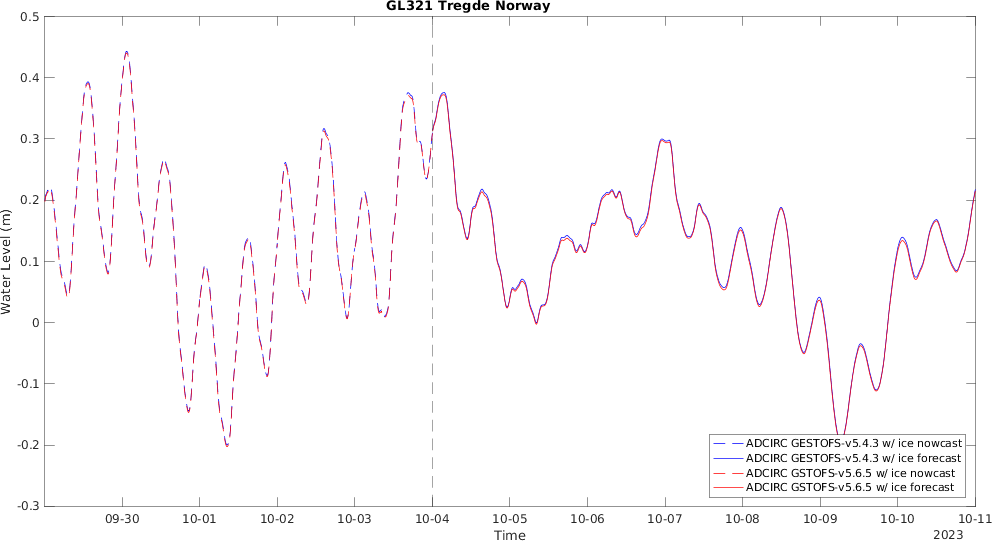 GL321 Tregde Norway
0.5
0.4
0.3
0.2
0.1
0
-0.1
-0.2
-0.3
Water Level (m)
ADCIRC GESTOFS-v5.4.3 w/ ice nowcast
ADCIRC GESTOFS-v5.4.3 w/ ice forecast
ADCIRC GSTOFS-v5.6.5 w/ ice nowcast
ADCIRC GSTOFS-v5.6.5 w/ ice forecast
09-30 10-01 10-02 10-03 10-04 10-05 10-06 10-07 10-08 10-09 10-10 10-11
Time
2023